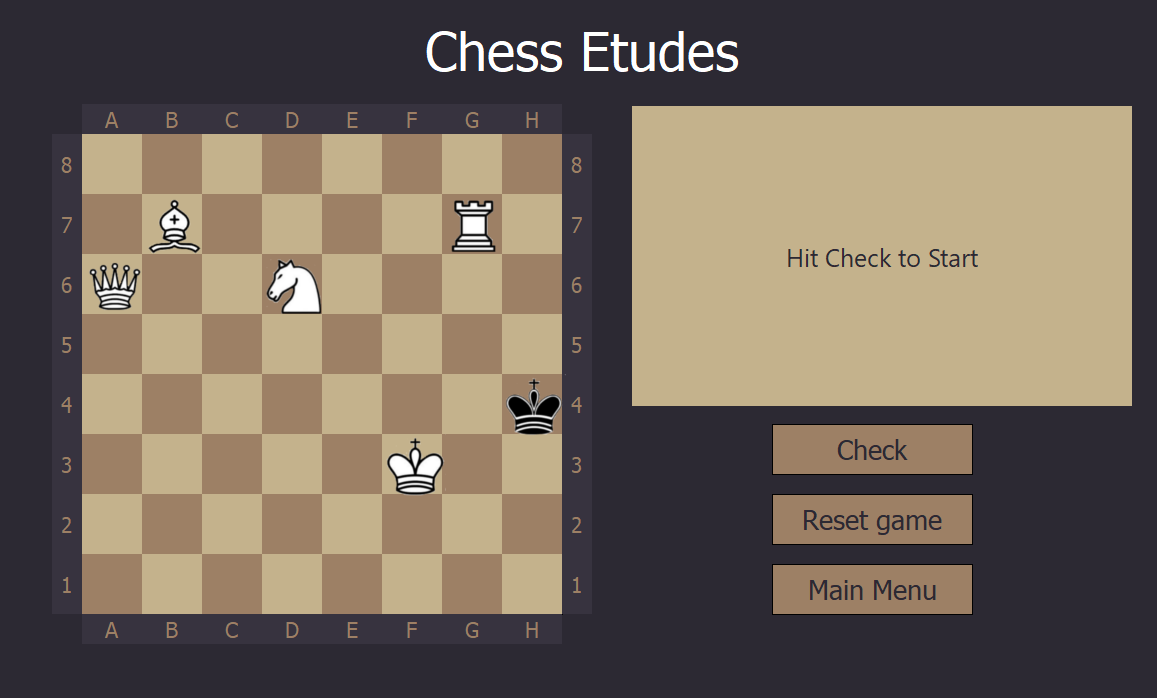 Chess Etudes
A B C D E F G H
8 8
7 7
6 6
5 5
4 4
3 3
2 2
1 1
A B C D E F G H
Hit Check to Start
Check
Reset game
Main Menu